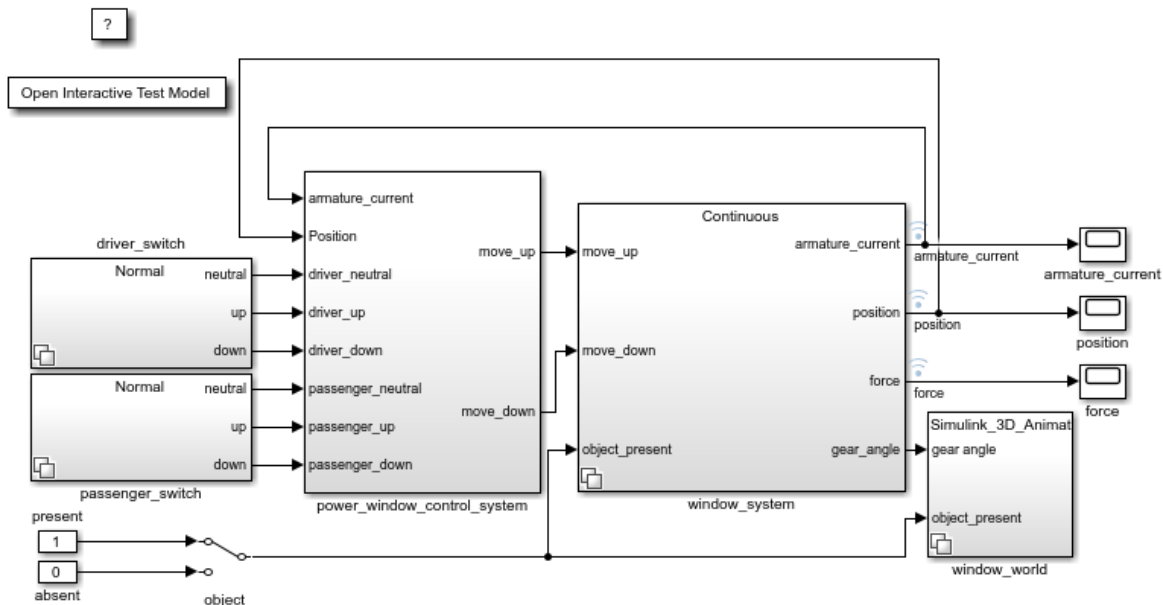 ?
Open Interactive Test Model
driver_switch
Normal
neutral
up
down
Normal
neutral
up
down
passenger_switch
present
1
0
absent
object
armature_current
Position
driver_neutral
driver_up
driver_down
passenger_neutral
passenger_up
passenger_down
move_up
move_down
power_window_control_system
Continuous
move_up
move_down
object_present
armature_current
position
force
gear_angle
window_system
armature_current
position
force
armature_current
position
force
Simulink_3D_Animat
gear angle
object_present
window_world